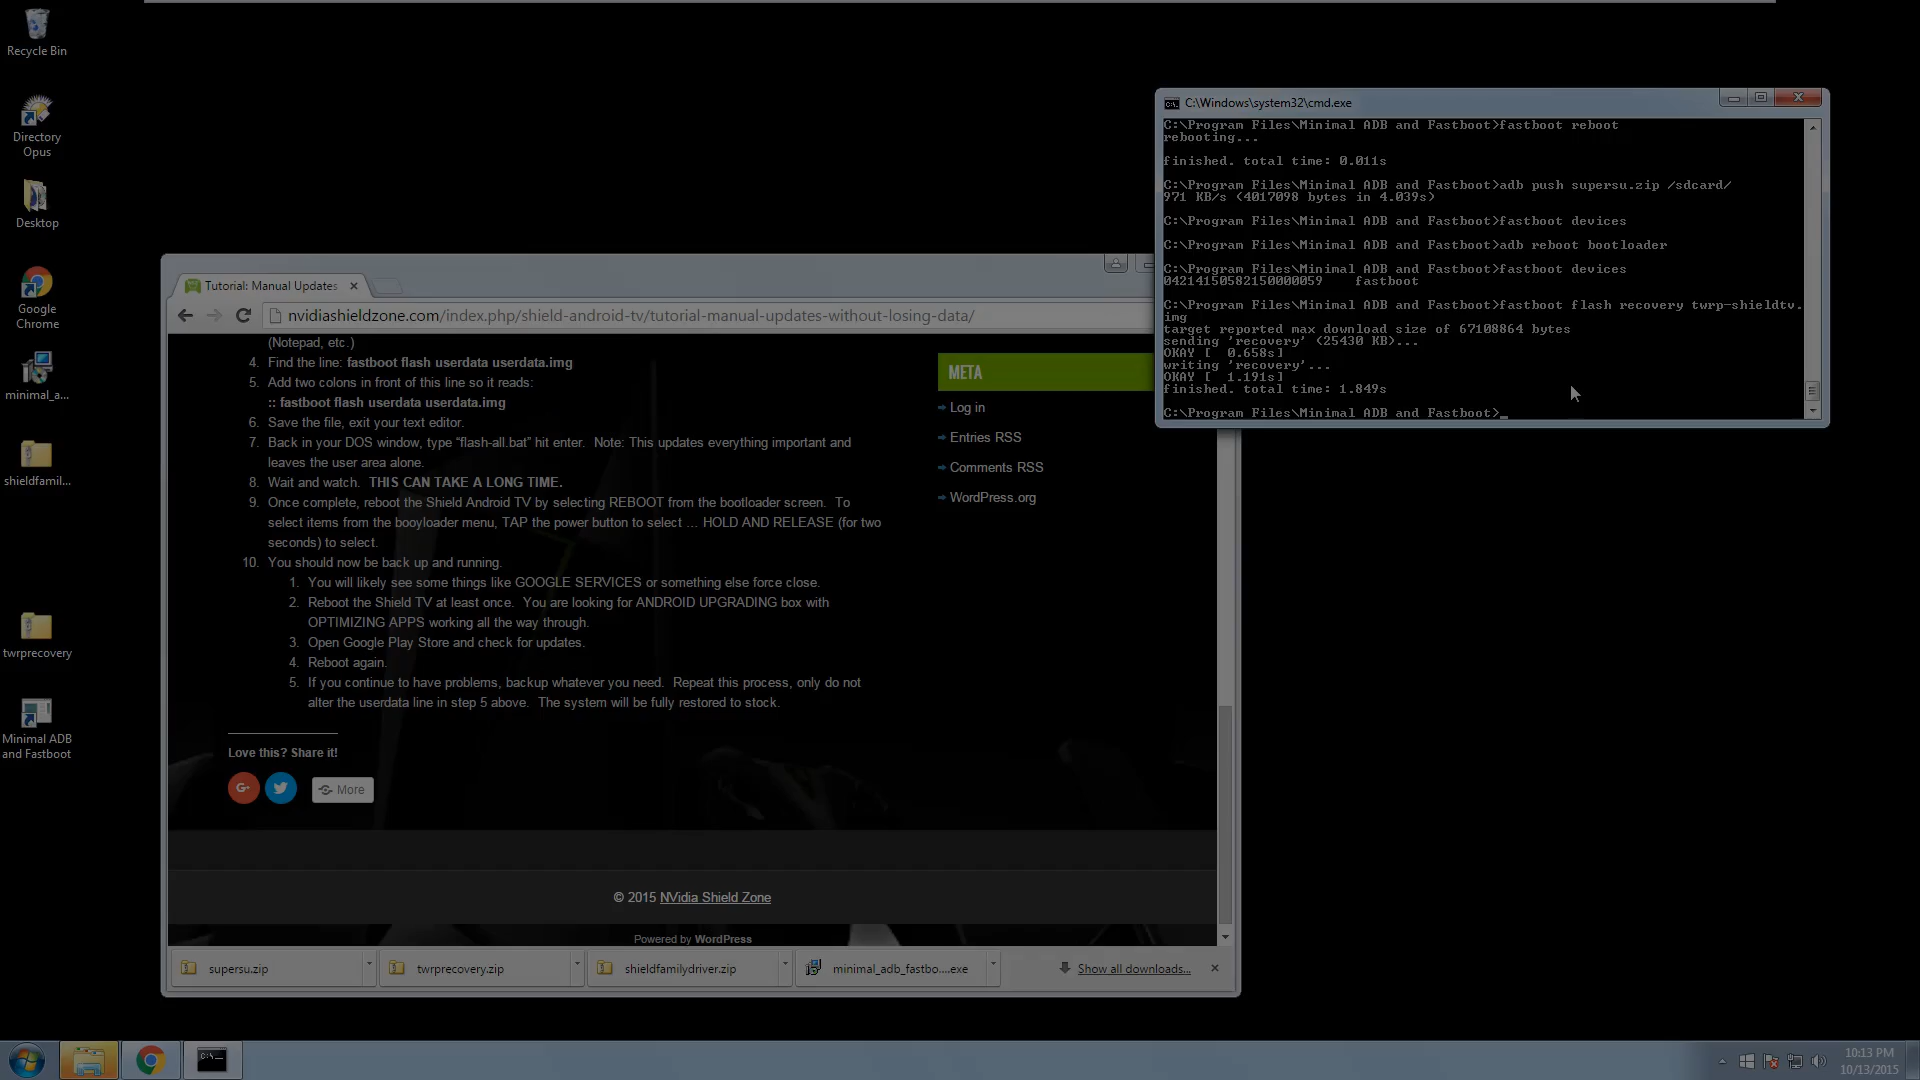 Recycle Bin
Directory
Opus
Desktop
Google
Chrome
minimal_a...
shieldfamil...
twrprecovery
Minimal ADB
and Fastboot
Tutorial: Manual Updates
nvidiashieldzone.com/index.php/shield-android-tv/tutorial-manual-updates-without-losing-data/
(Notepad, etc.)
4. Find the line: fastboot flash userdata userdata.img
5. Add two colons in front of this line so it reads:
:: fastboot flash userdata userdata.img
6. Save the file, exit your text editor.
7. Back in your DOS window, type “flash-all.bat” hit enter. Note: This updates everything important and
leaves the user area alone.
8. Wait and watch. THIS CAN TAKE A LONG TIME.
9. Once complete, reboot the Shield Android TV by selecting REBOOT from the bootloader screen. To
select items from the booyloader menu, TAP the power button to select … HOLD AND RELEASE (for two
seconds) to select.
10. You should now be back up and running.
1. You will likely see some things like GOOGLE SERVICES or something else force close.
2. Reboot the Shield TV at least once. You are looking for ANDROID UPGRADING box with
OPTIMIZING APPS working all the way through.
3. Open Google Play Store and check for updates.
4. Reboot again.
5. If you continue to have problems, backup whatever you need. Repeat this process, only do not
alter the userdata line in step 5 above. The system will be fully restored to stock.
Love this? Share it!
G+
More
META
Log in
Entries RSS
Comments RSS
WordPress.org
© 2015 NVidia Shield Zone
Powered by WordPress
supersu.zip
twrprecovery.zip
shieldfamilydriver.zip
minimal_adb_fastbo....exe
Show all downloads...
C:\Windows\system32\cmd.exe
C:\Program Files\Minimal ADB and Fastboot>fastboot reboot
rebooting...
finished. total time: 0.011s
C:\Program Files\Minimal ADB and Fastboot>adb push supersu.zip /sdcard/
971 KB/s (4017098 bytes in 4.039s)
C:\Program Files\Minimal ADB and Fastboot>fastboot devices
C:\Program Files\Minimal ADB and Fastboot>adb reboot bootloader
C:\Program Files\Minimal ADB and Fastboot>fastboot devices
04214150582150000059 fastboot
C:\Program Files\Minimal ADB and Fastboot>fastboot flash recovery twrp-shieldtv.
img
target reported max download size of 67108864 bytes
sending 'recovery' (25430 KB)...
OKAY [ 0.658s]
writing 'recovery'...
OKAY [ 1.191s]
finished. total time: 1.849s
C:\Program Files\Minimal ADB and Fastboot>_
10:13 PM
10/13/2015